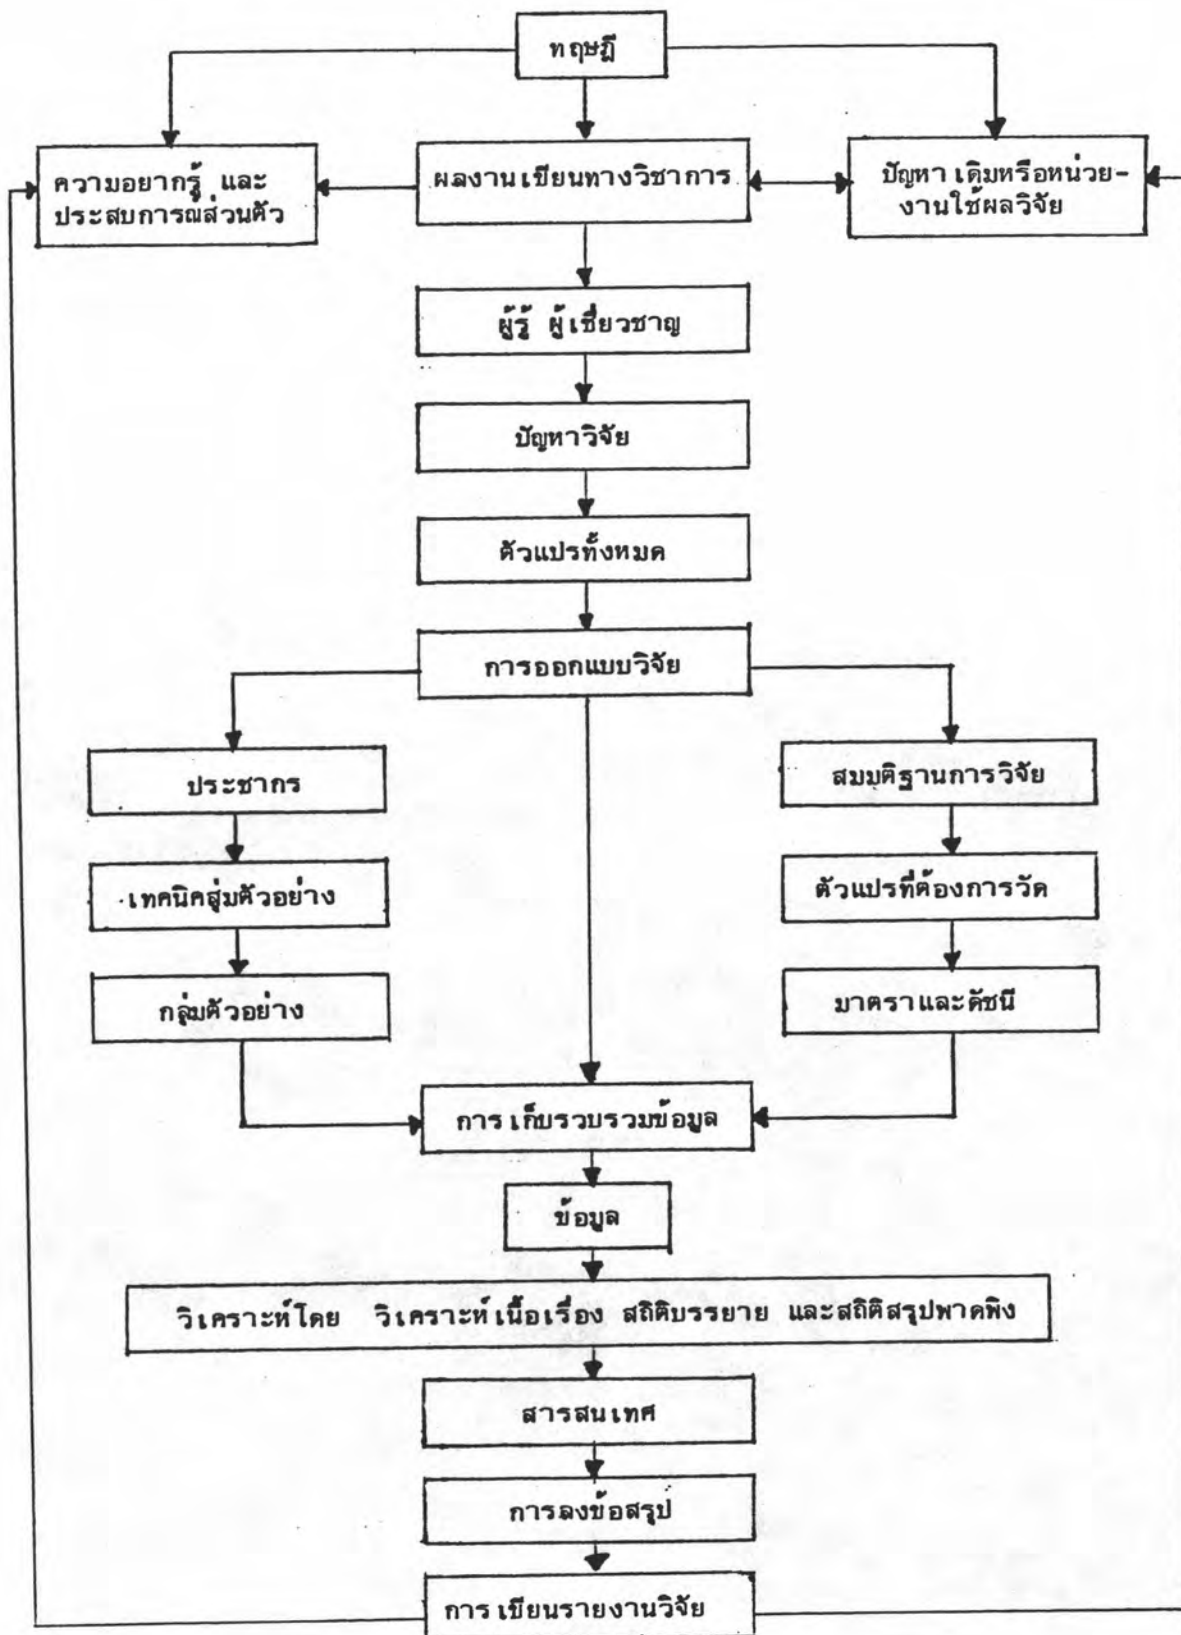 ทฤษฎี
ความอยากรู้ และ
ประสบการณ์ส่วนตัว
ผลงานเขียนทางวิชาการ
ปัญหาเดิมหรือหน่วย-
งานใช้ผลวิจัย
ผู้รู้ ผู้เชี่ยวชาญ
ปัญหาวิจัย
ตัวแปรทั้งหมด
การออกแบบวิจัย
ประชากร
สมมติฐานการวิจัย
เทคนิคสุ่มตัวอย่าง
ตัวแปรที่ต้องการวัด
กลุ่มตัวอย่าง
มาตราและดัชนี
การเก็บรวบรวมข้อมูล
ข้อมูล
วิเคราะห์โดย วิเคราะห์เนื้อเรื่อง สถิติบรรยาย และสถิติสรุปพาดพิง
สารสนเทศ
การลงข้อสรุป
การเขียนรายงานวิจัย